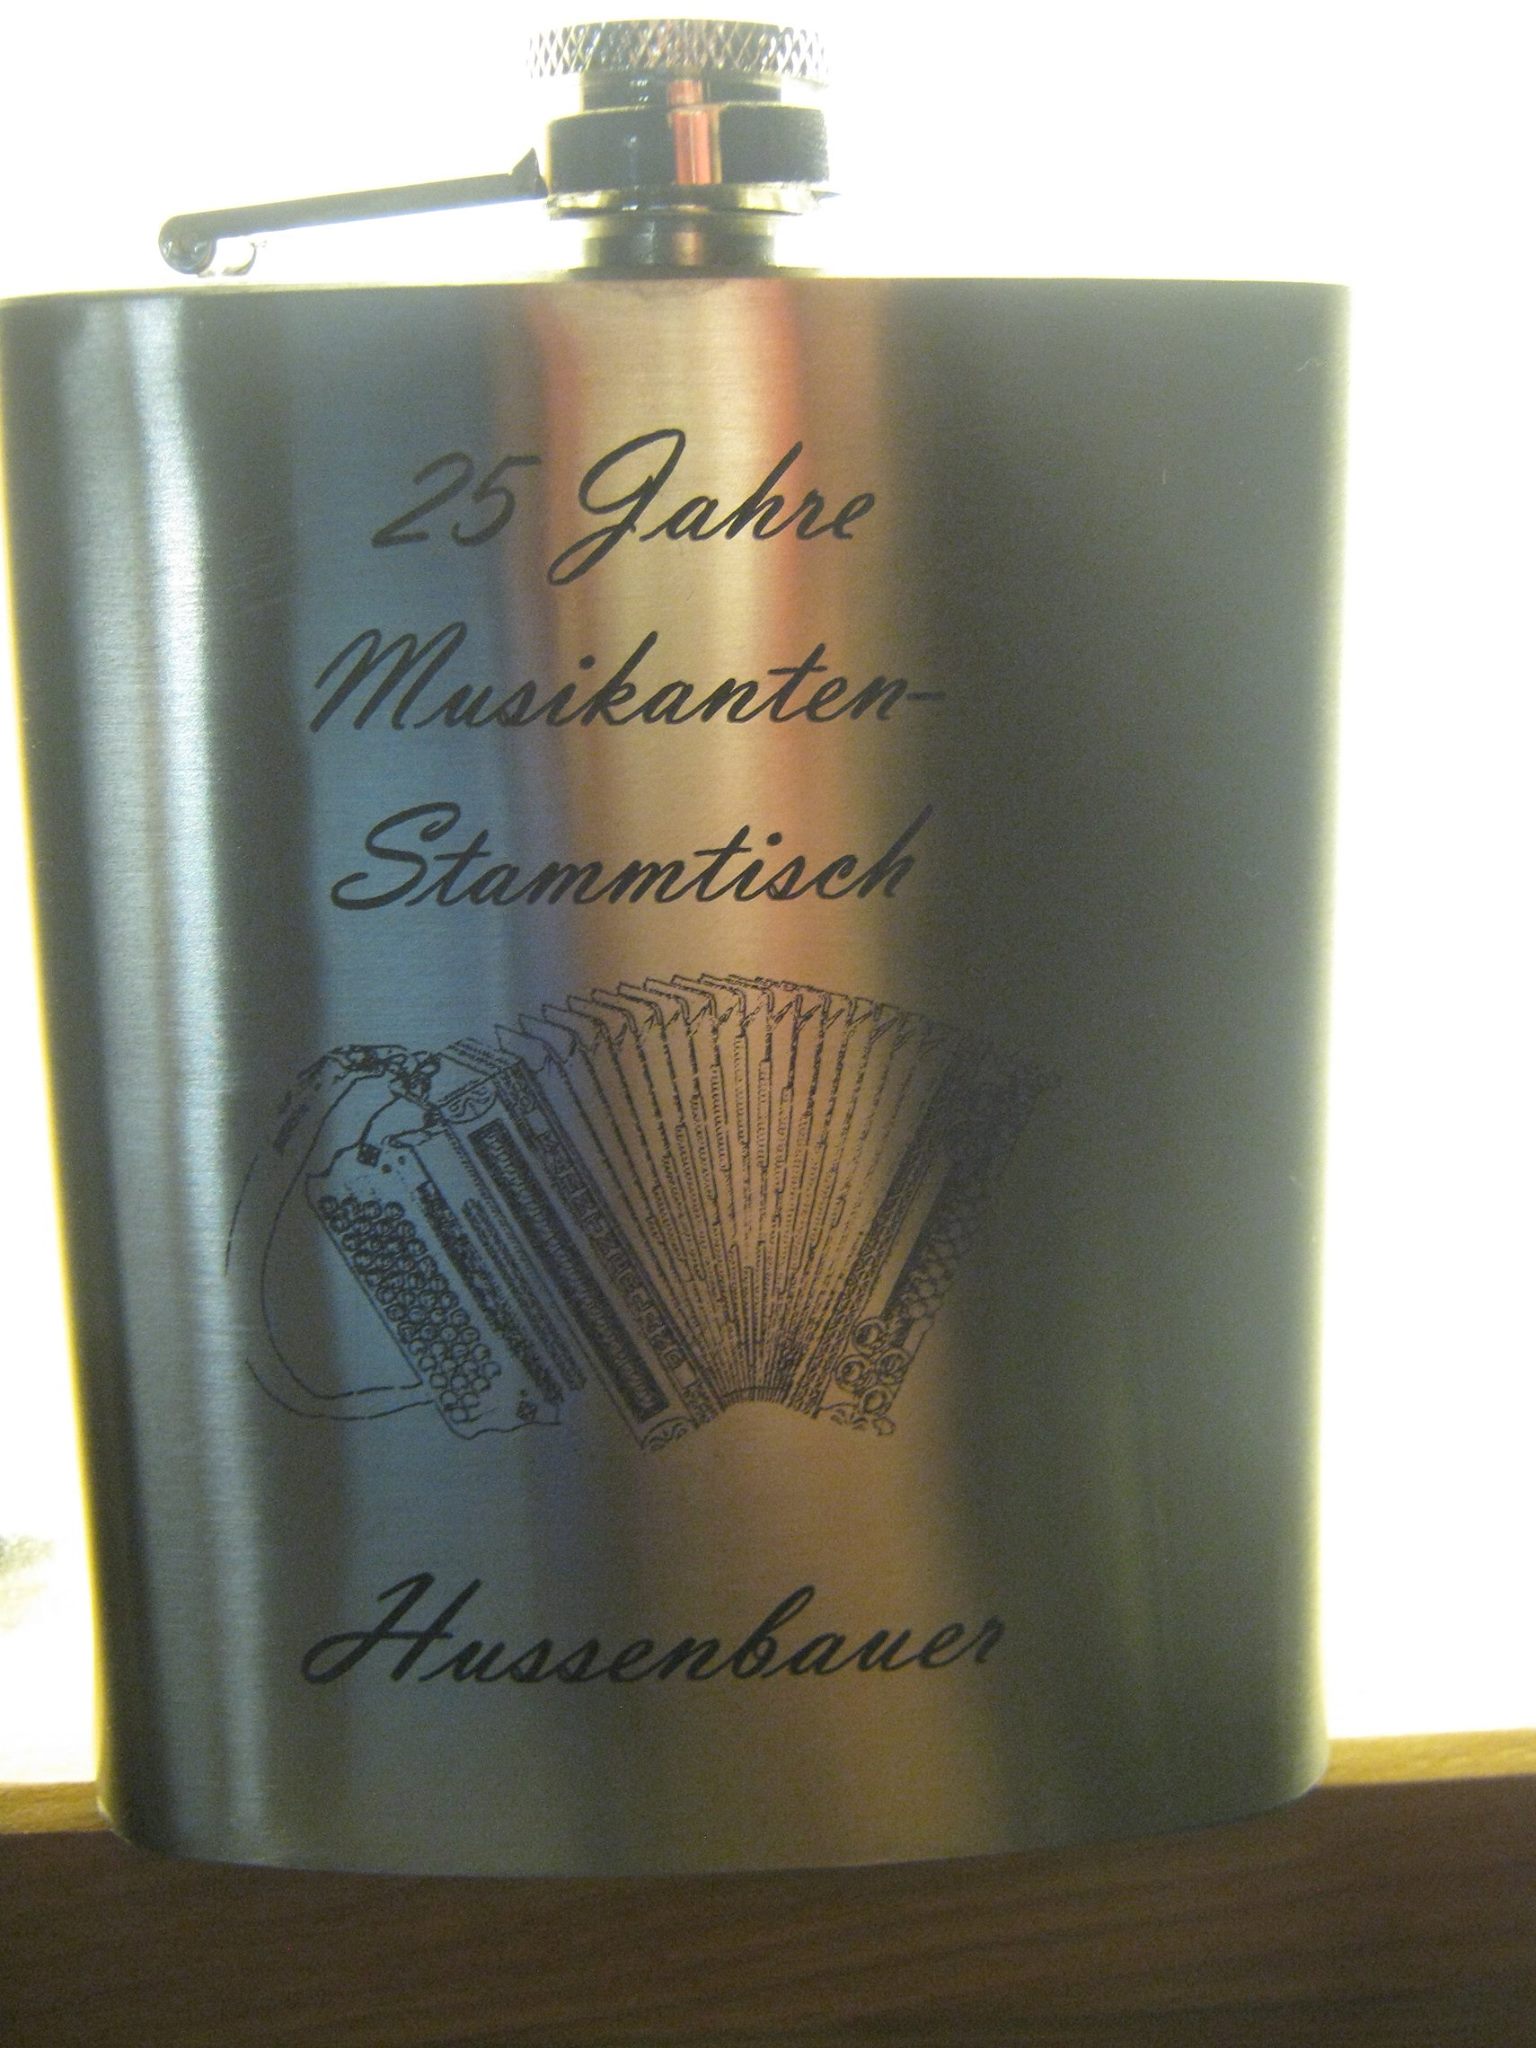 25 Jahre
Musikanten-
Stammtisch
Hussenbauer